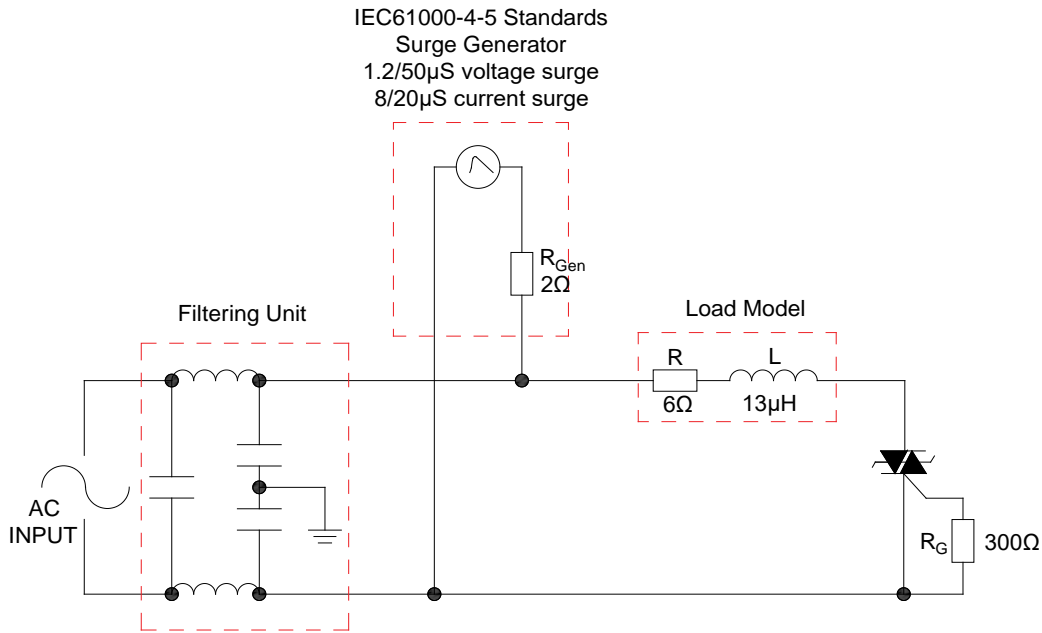 IEC61000-4-5 Standards
Surge Generator
1.2/50µS voltage surge
8/20µS current surge
RGen
2Ω
Filtering Unit
Load Model
R
L
6Ω
13µH
AC
INPUT
RG
300Ω